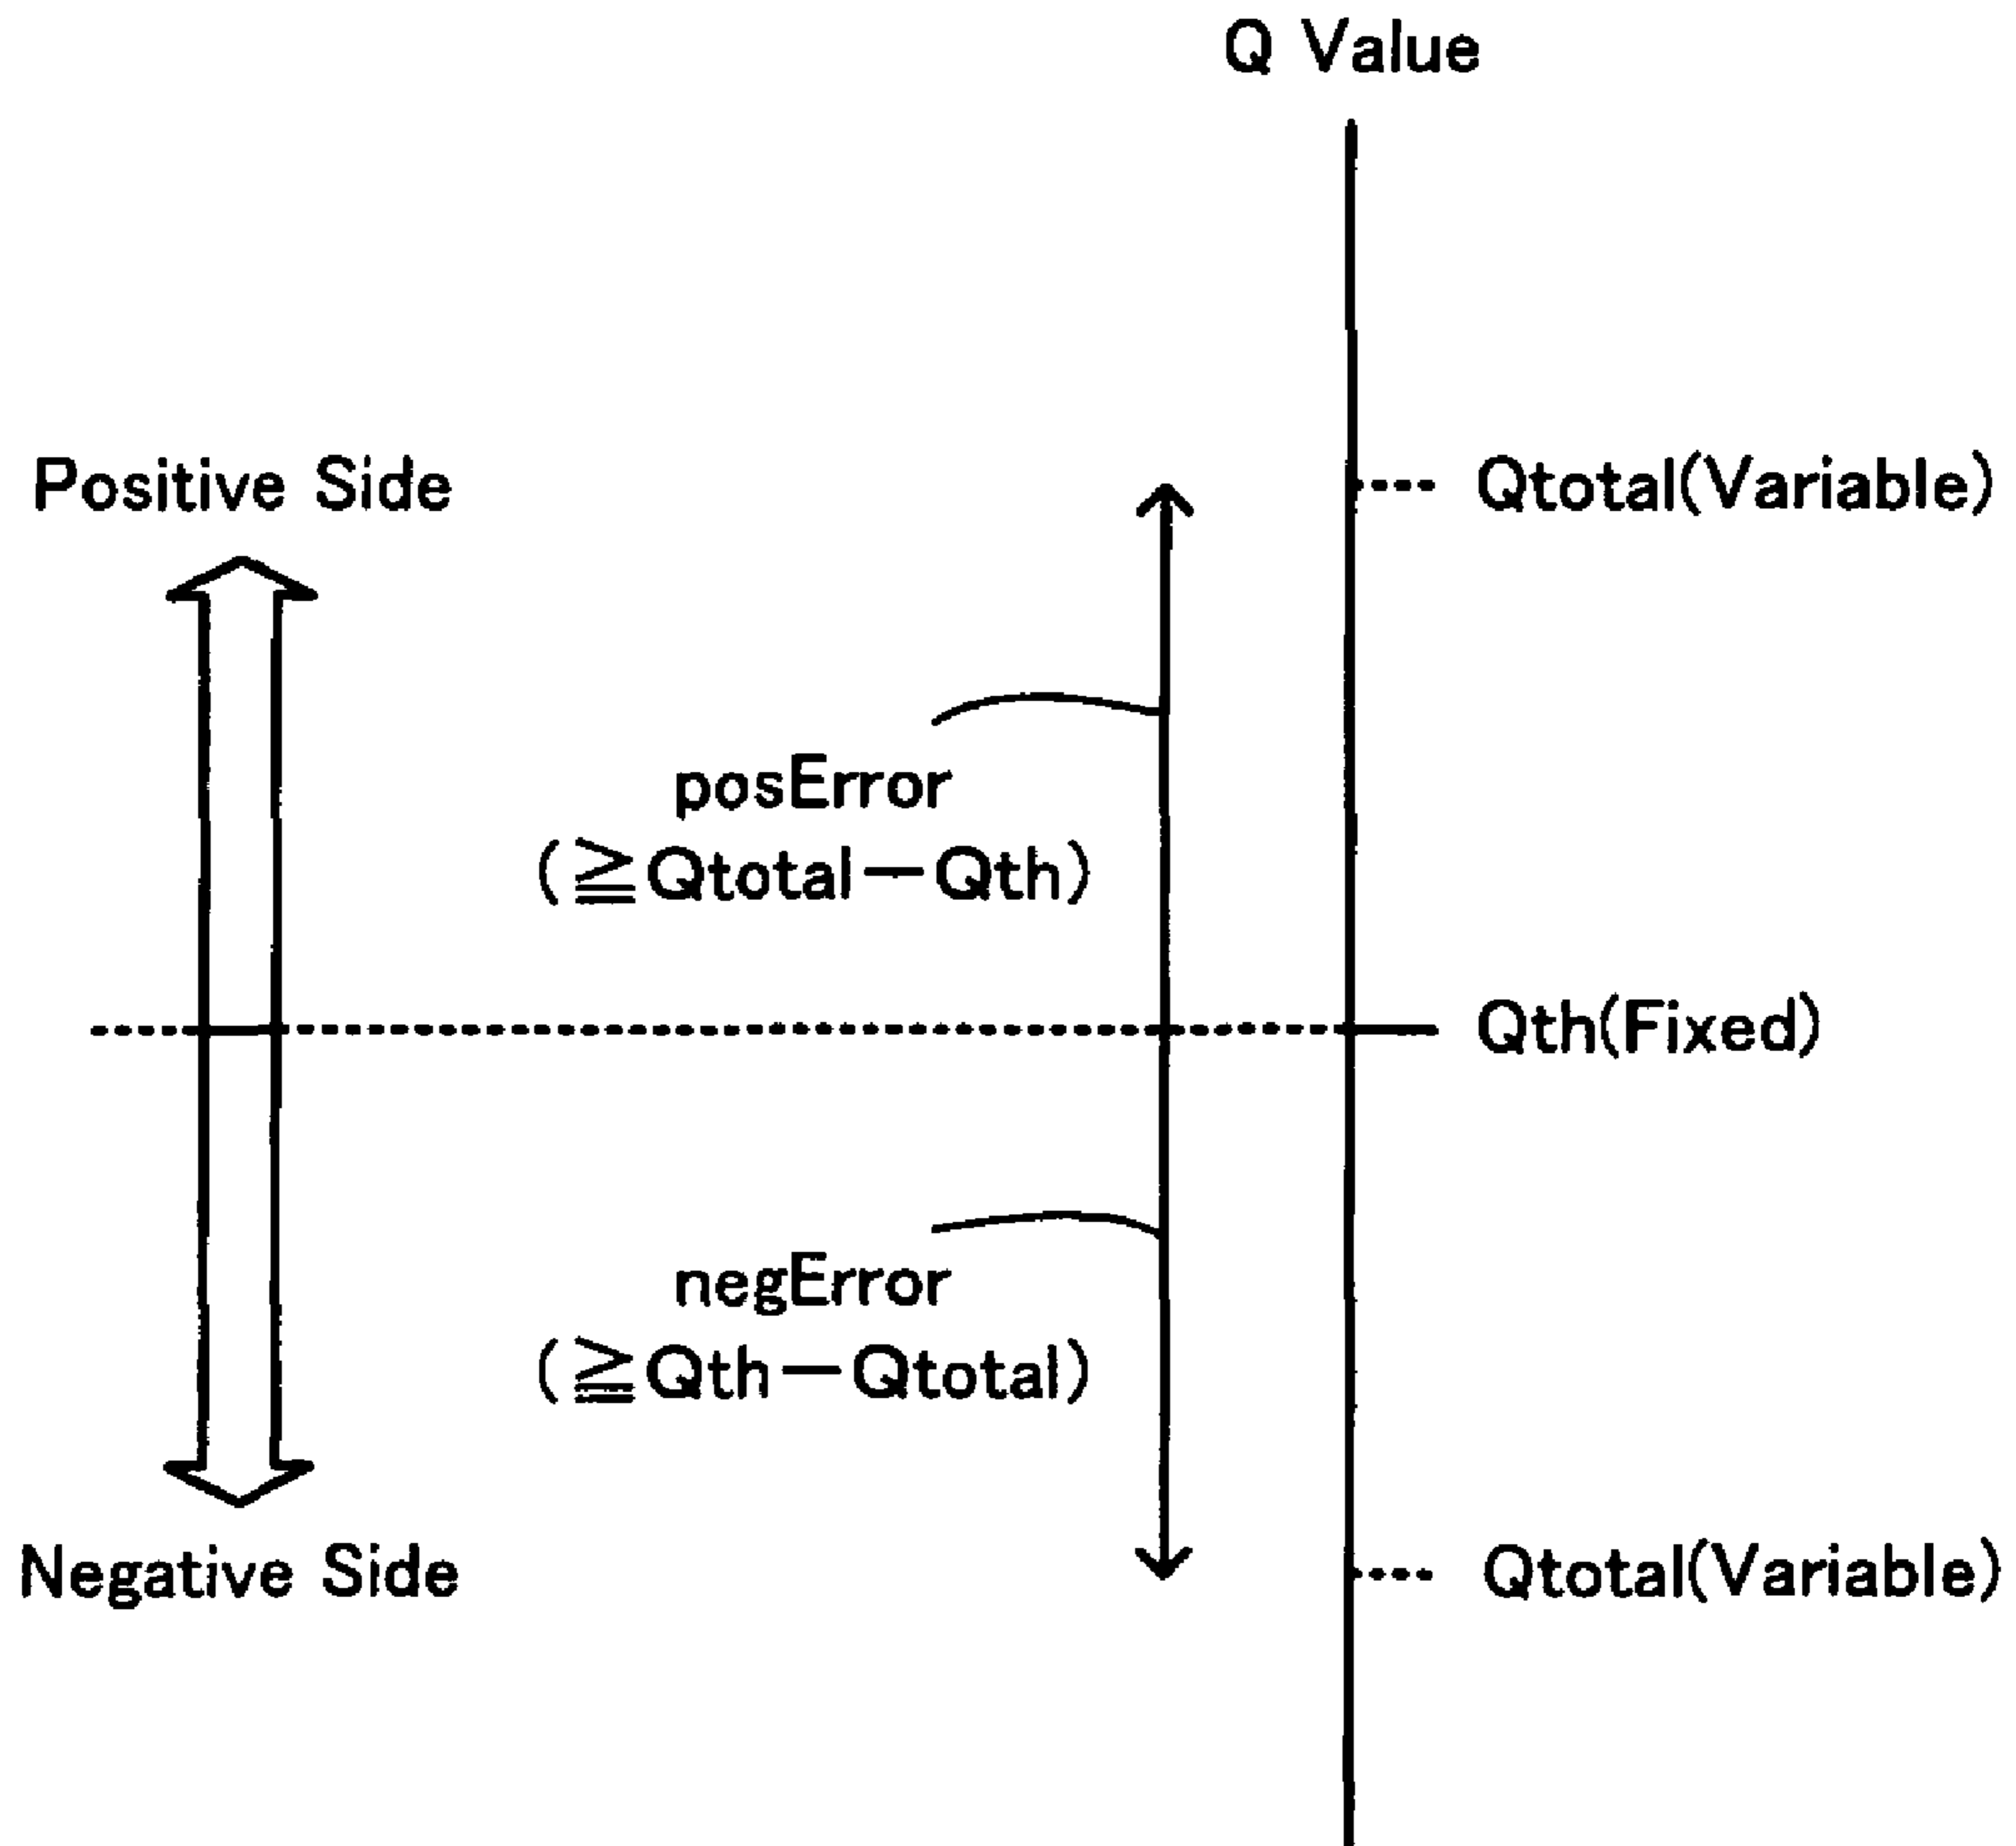 Q Value
Positive Side
Qtotal(Variable)
posError
(≧Qtotal−Qth)
Qth(Fixed)
negError
(≧Qth−Qtotal)
Negative Side
Qtotal(Variable)